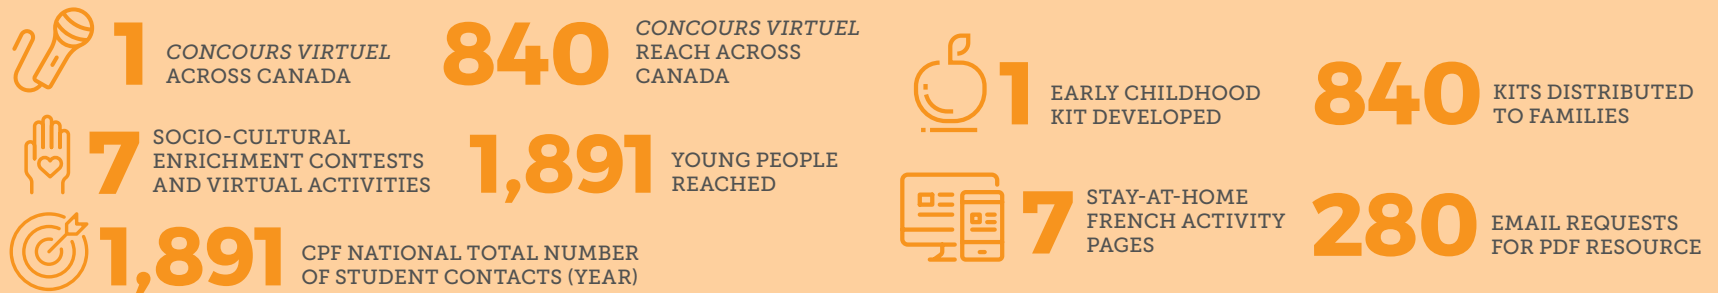 1
CONCOURS VIRTUEL
ACROSS CANADA
840
CONCOURS VIRTUEL
REACH ACROSS
CANADA
7
SOCIO-CULTURAL
ENRICHMENT CONTESTS
AND VIRTUAL ACTIVITIES
1,891
YOUNG PEOPLE
REACHED
1,891
CPF NATIONAL TOTAL NUMBER
OF STUDENT CONTACTS (YEAR)
1
EARLY CHILDHOOD
KIT DEVELOPED
840
KITS DISTRIBUTED
TO FAMILIES
7
STAY-AT-HOME
FRENCH ACTIVITY
PAGES
280
EMAIL REQUESTS
FOR PDF RESOURCE